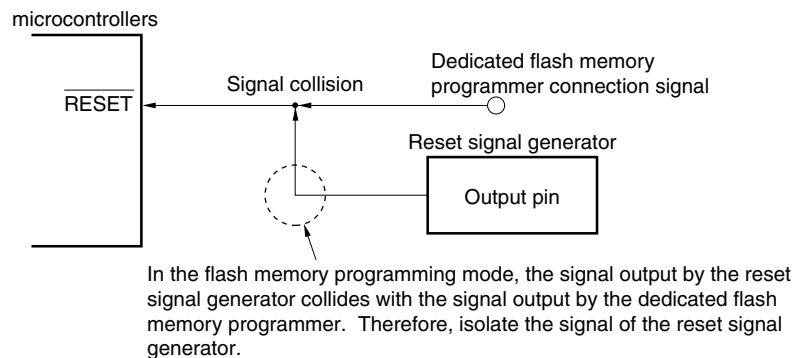 microcontrollers
Dedicated flash memory
programmer connection signal
Signal collision
RESET
Reset signal generator
Output pin
In the flash memory programming mode, the signal output by the reset
signal generator collides with the signal output by the dedicated flash
memory programmer.  Therefore, isolate the signal of the reset signal
generator.